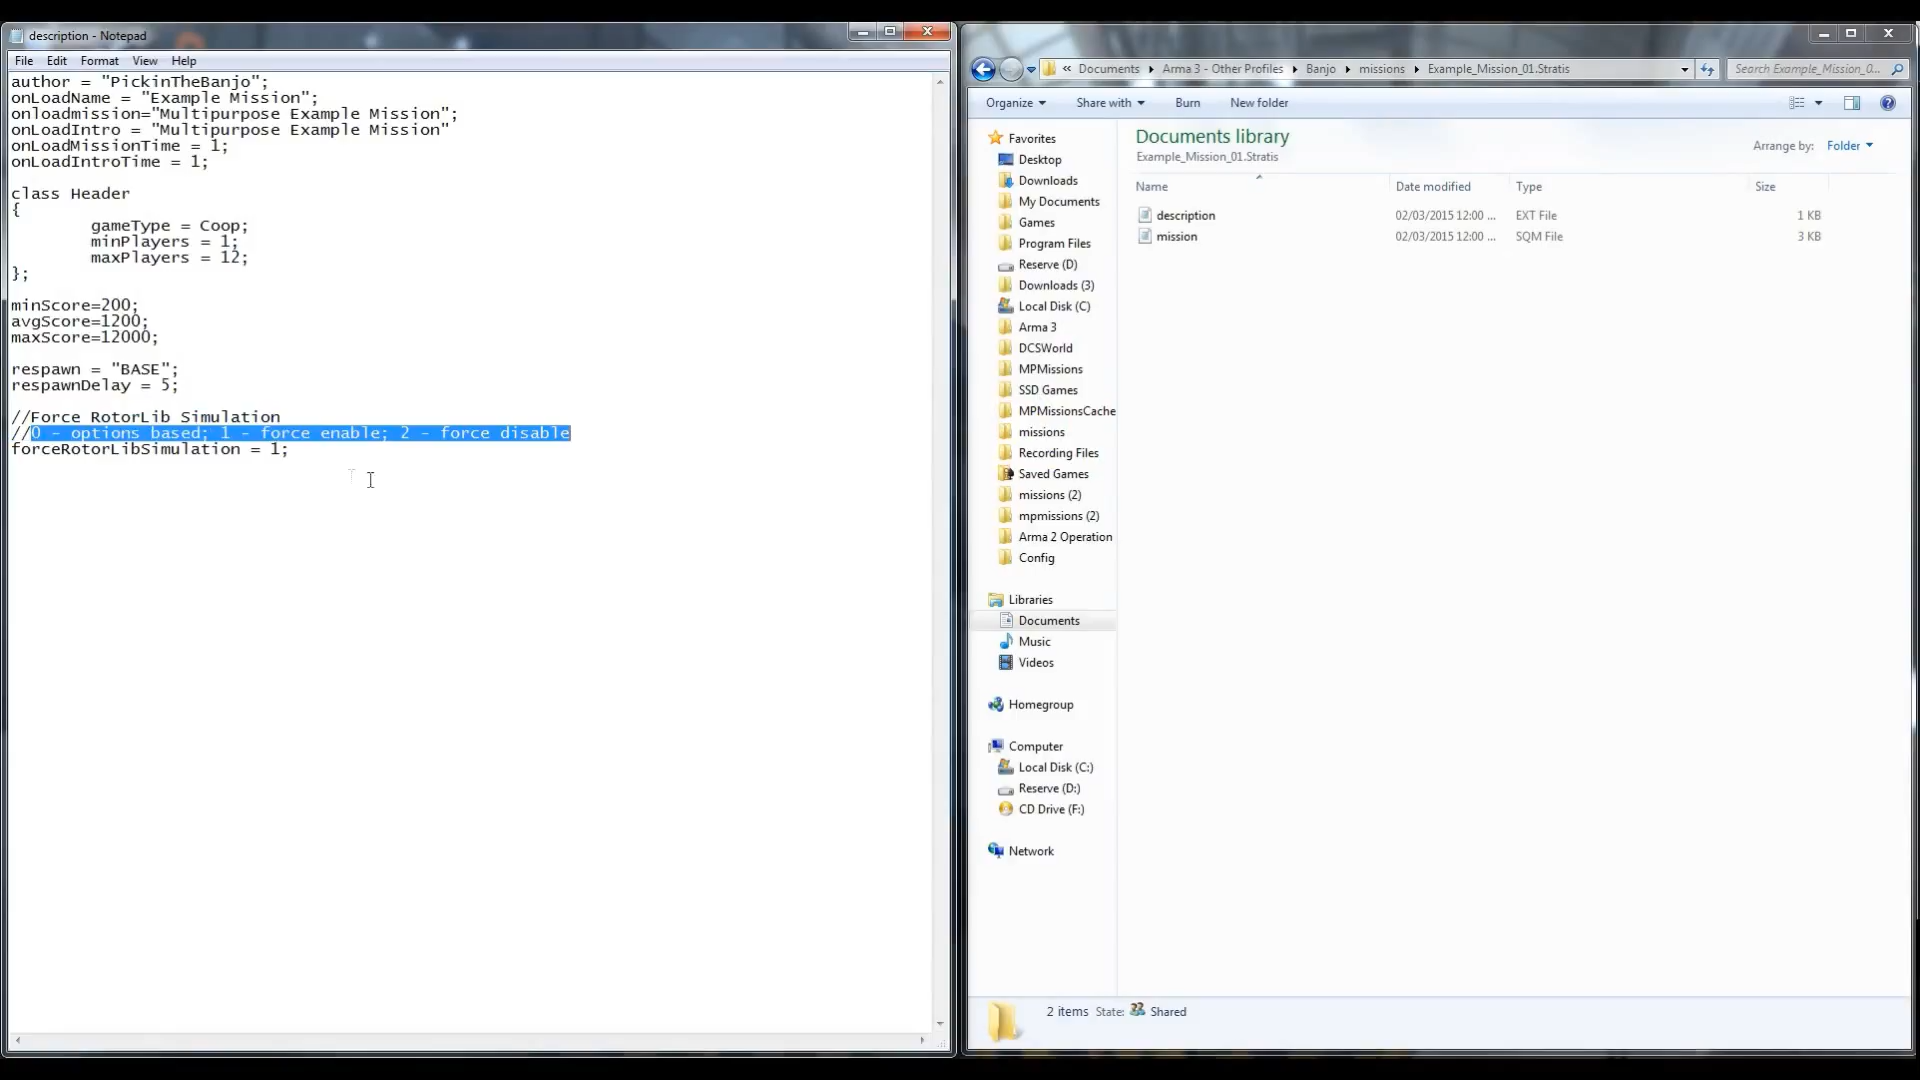 description - Notepad
File Edit Format View Help
author = "PickinTheBanjo";
onLoadName = "Example Mission";
onloadmission="Multipurpose Example Mission";
onLoadIntro = "Multipurpose Example Mission"
onLoadMissionTime = 1;
onLoadIntroTime = 1;
class Header
{
gameType = Coop;
minPlayers = 1;
maxPlayers = 12;
};
minScore=200;
avgScore=1200;
maxScore=12000;
respawn = "BASE";
respawnDelay = 5;
//Force RotorLib Simulation
//0 - options based; 1 - force enable; 2 - force disable
forceRotorLibSimulation = 1;
« Documents Arma 3 - Other Profiles Banjo missions Example_Mission_01.Stratis
Search Example_Mission_0...
Organize Share with Burn New folder
Favorites
Desktop
Downloads
My Documents
Games
Program Files
Reserve (D)
Downloads (3)
Local Disk (C)
Arma 3
DCSWorld
MPMissions
SSD Games
MPMissionsCache
missions
Recording Files
Saved Games
missions (2)
mpmissions (2)
Arma 2 Operation
Config
Libraries
Documents
Music
Videos
Homegroup
Computer
Local Disk (C:)
Reserve (D:)
CD Drive (F:)
Network
Documents library
Example_Mission_01.Stratis
Arrange by: Folder
Name Date modified Type Size
description 02/03/2015 12:00 ... EXT File 1 KB
mission 02/03/2015 12:00 ... SQM File 3 KB
2 items State: Shared